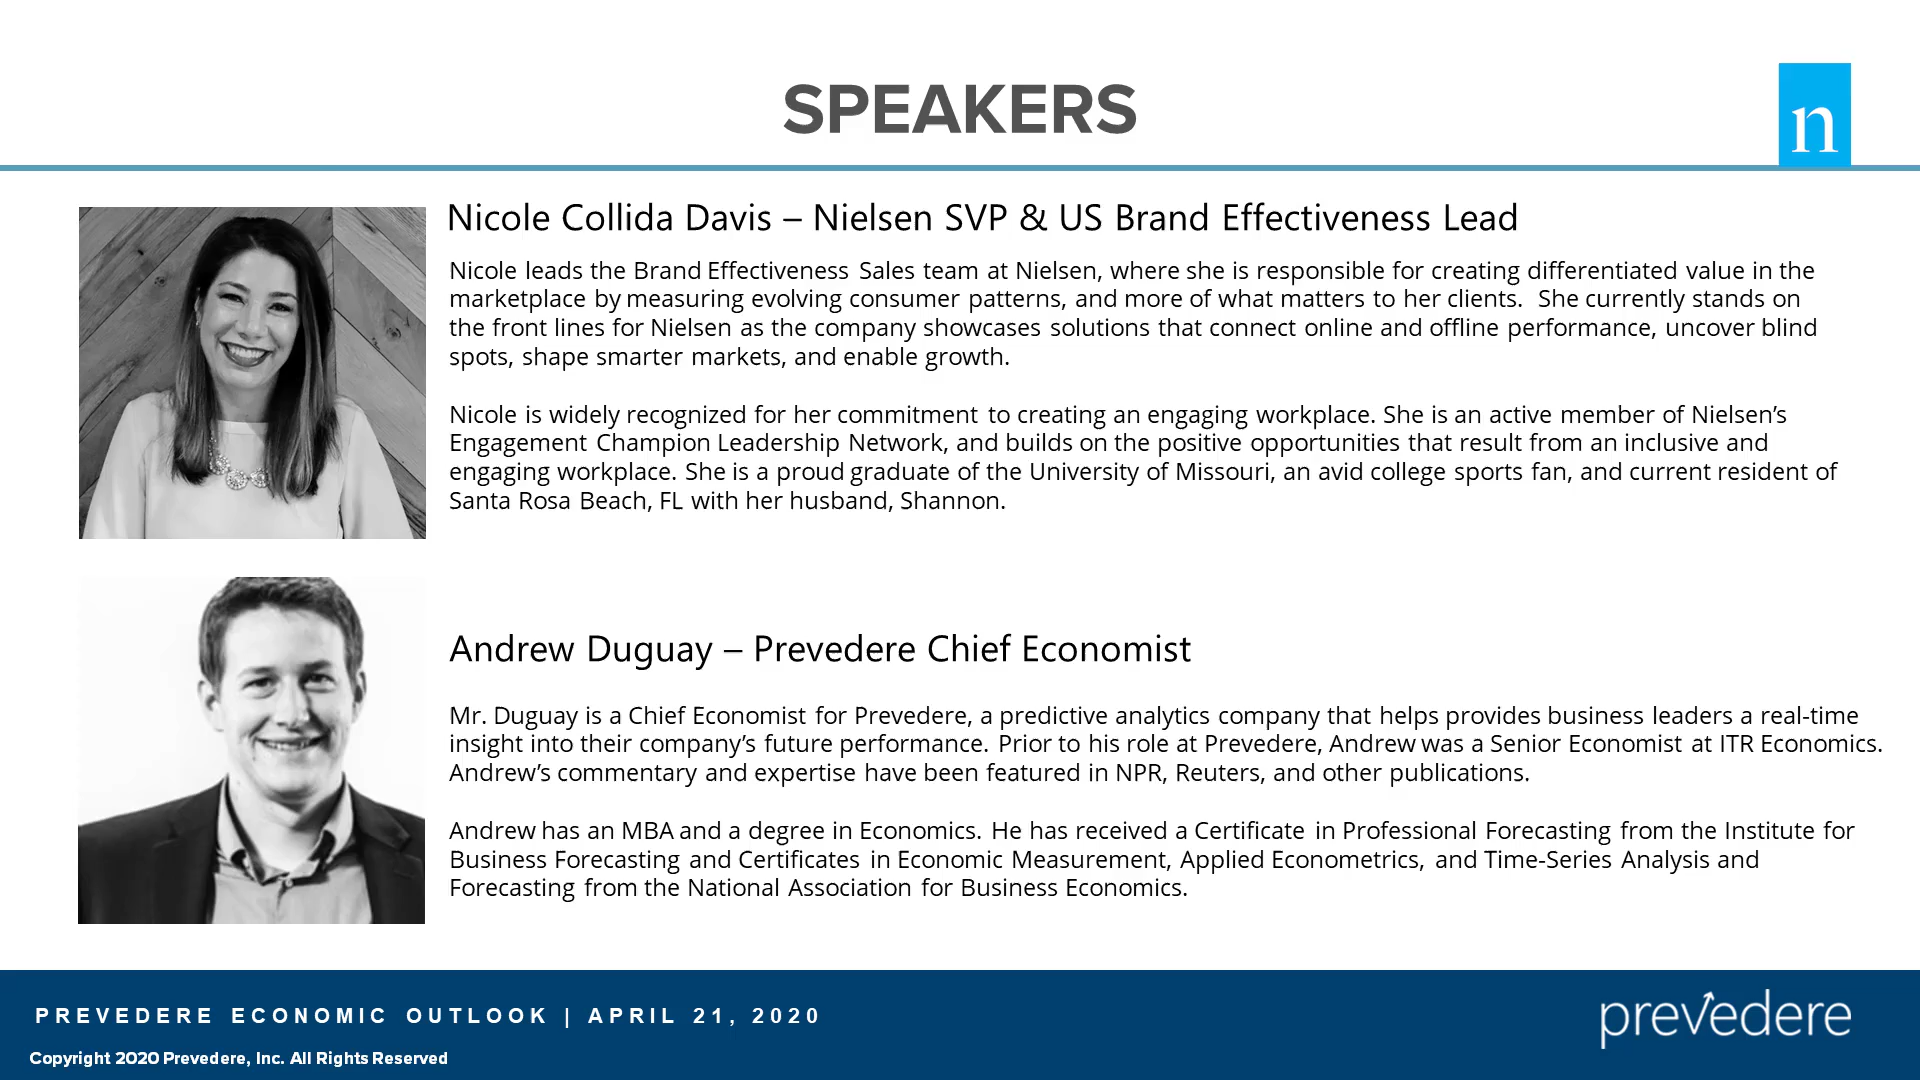 SPEAKERS
n
Nicole Collida Davis – Nielsen SVP & US Brand Effectiveness Lead
Nicole leads the Brand Effectiveness Sales team at Nielsen, where she is responsible for creating differentiated value in the
marketplace by measuring evolving consumer patterns, and more of what matters to her clients.  She currently stands on
the front lines for Nielsen as the company showcases solutions that connect online and offline performance, uncover blind
spots, shape smarter markets, and enable growth.
Nicole is widely recognized for her commitment to creating an engaging workplace. She is an active member of Nielsen’s
Engagement Champion Leadership Network, and builds on the positive opportunities that result from an inclusive and
engaging workplace. She is a proud graduate of the University of Missouri, an avid college sports fan, and current resident of
Santa Rosa Beach, FL with her husband, Shannon.
Andrew Duguay – Prevedere Chief Economist
Mr. Duguay is a Chief Economist for Prevedere, a predictive analytics company that helps provides business leaders a real-time
insight into their company’s future performance. Prior to his role at Prevedere, Andrew was a Senior Economist at ITR Economics.
Andrew’s commentary and expertise have been featured in NPR, Reuters, and other publications.
Andrew has an MBA and a degree in Economics. He has received a Certificate in Professional Forecasting from the Institute for
Business Forecasting and Certificates in Economic Measurement, Applied Econometrics, and Time-Series Analysis and
Forecasting from the National Association for Business Economics.
PREVEDERE ECONOMIC OUTLOOK | APRIL 21, 2020
prevedere
Copyright 2020 Prevedere, Inc. All Rights Reserved